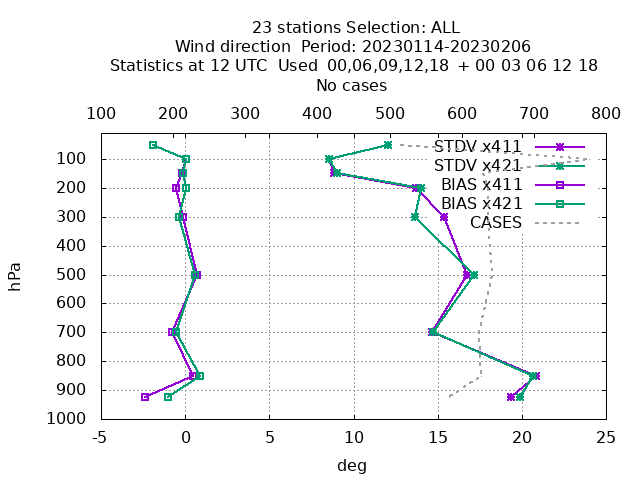 23 stations Selection: ALL
Wind direction  Period: 20230114-20230206
Statistics at 12 UTC  Used  00,06,09,12,18  + 00 03 06 12 18
No cases
100 200 300 400 500 600 700 800
STDV x411
100
STDV x421
200
BIAS x411
BIAS x421
300
CASES
400
hPa
500
600
700
800
900
1000
-5 0 5 10 15 20 25
deg